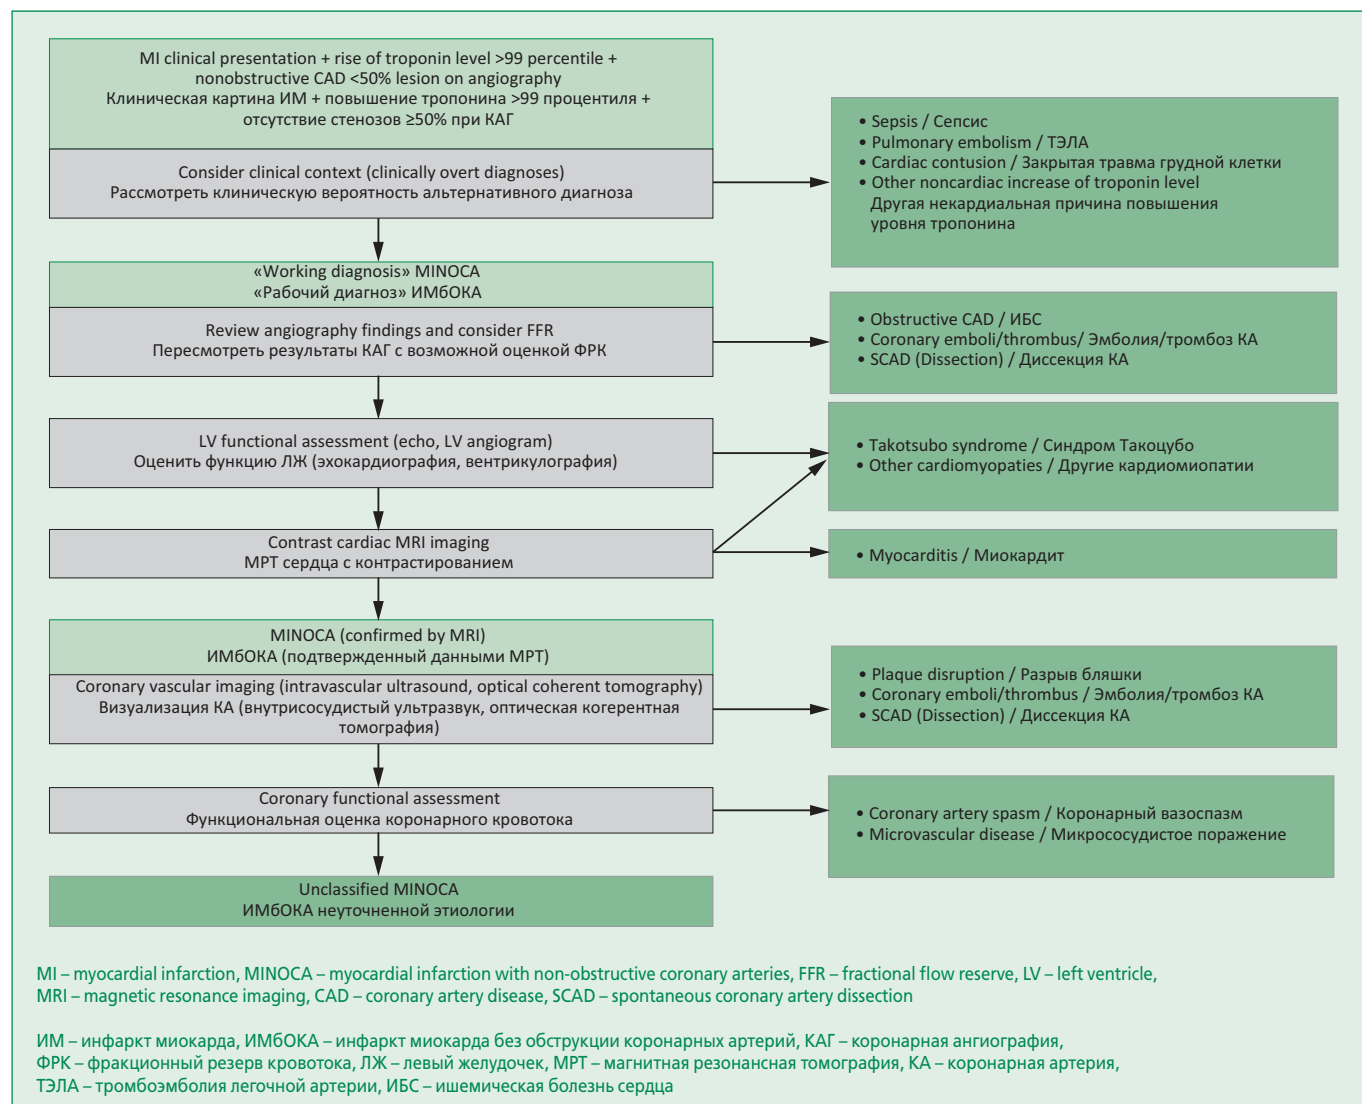 MI clinical presentation + rise of troponin level >99 percentile +
nonobstructive CAD <50% lesion on angiography
Клиническая картина ИМ + повышение тропонина >99 процентиля +
отсутствие стенозов ≥50% при КАГ
Consider clinical context (clinically overt diagnoses)
Рассмотреть клиническую вероятность альтернативного диагноза
• Sepsis / Сепсис
• Pulmonary embolism / ТЭЛА
• Cardiac contusion / Закрытая травма грудной клетки
• Other noncardiac increase of troponin level
Другая некардиальная причина повышения
уровня тропонина
«Working diagnosis» MINOCA
«Рабочий диагноз» ИМбОКА
Review angiography findings and consider FFR
Пересмотреть результаты КАГ с возможной оценкой ФРК
• Obstructive CAD / ИБС
• Coronary emboli/thrombus/ Эмболия/тромбоз КА
• SCAD (Dissection) / Диссекция КА
LV functional assessment (echo, LV angiogram)
Оценить функцию ЛЖ (эхокардиография, вентрикулография)
• Takotsubo syndrome / Синдром Такоцубо
• Other cardiomyopaties / Другие кардиомиопатии
Contrast cardiac MRI imaging
МРТ сердца с контрастированием
• Myocarditis / Миокардит
MINOCA (confirmed by MRI)
ИМбОКА (подтвержденный данными МРТ)
Coronary vascular imaging (intravascular ultrasound, optical coherent tomography)
Визуализация КА (внутрисосудистый ультразвук, оптическая когерентная
томография)
• Plaque disruption / Разрыв бляшки
• Coronary emboli/thrombus / Эмболия/тромбоз КА
• SCAD (Dissection) / Диссекция КА
Coronary functional assessment
Функциональная оценка коронарного кровотока
• Coronary artery spasm / Коронарный вазоспазм
• Microvascular disease / Микрососудистое поражение
Unclassified MINOCA
ИМбОКА неуточненной этиологии
MI – myocardial infarction, MINOCA – myocardial infarction with non-obstructive coronary arteries, FFR – fractional flow reserve, LV – left ventricle,
MRI – magnetic resonance imaging, CAD – coronary artery disease, SCAD – spontaneous coronary artery dissection
ИМ – инфаркт миокарда, ИМбОКА – инфаркт миокарда без обструкции коронарных артерий, КАГ – коронарная ангиография,
ФРК – фракционный резерв кровотока, ЛЖ – левый желудочек, МРТ – магнитная резонансная томография, КА – коронарная артерия,
ТЭЛА – тромбоэмболия легочной артерии, ИБС – ишемическая болезнь сердца